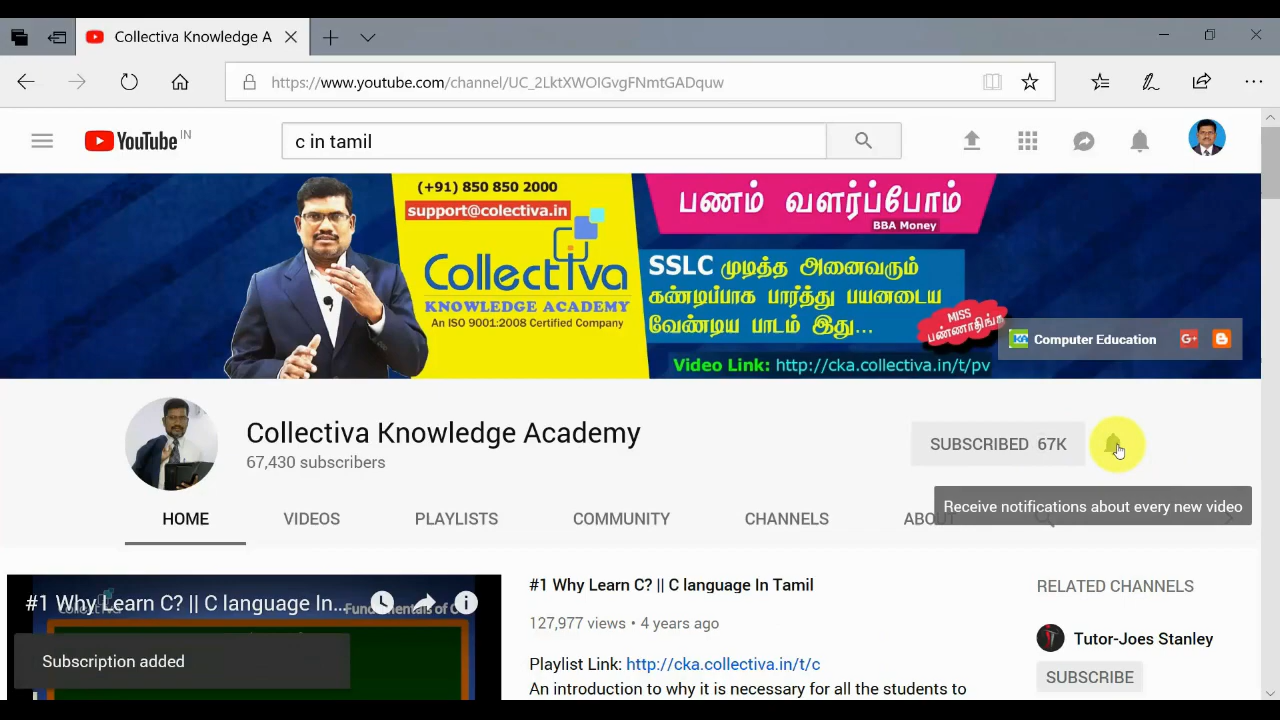 Collectiva Knowledge A
https://www.youtube.com/channel/UC_2LktXWOIGvgFNmtGADquw
YouTube IN
c in tamil
(+91) 850 850 2000
support@colectiva.in
Collectiva
KNOWLEDGE ACADEMY
An ISO 9001:2008 Certified Company
பணம் வளர்ப்போம்
BBA Money
SSLC முடித்த அனைவரும்
கண்டிப்பாக பார்த்து பயனடைய
வேண்டிய பாடம் இது...
MISS
பண்ணாதிங்க
Video Link: http://cka.collectiva.in/t/pv
KA Computer Education G+
Collectiva Knowledge Academy
67,430 subscribers
SUBSCRIBED 67K
Receive notifications about every new video
HOME VIDEOS PLAYLISTS COMMUNITY CHANNELS ABOUT
#1 Why Learn C? || C language In...
Subscription added
#1 Why Learn C? || C language In Tamil
127,977 views • 4 years ago
Playlist Link: http://cka.collectiva.in/t/c
An introduction to why it is necessary for all the students to
RELATED CHANNELS
Tutor-Joes Stanley
SUBSCRIBE